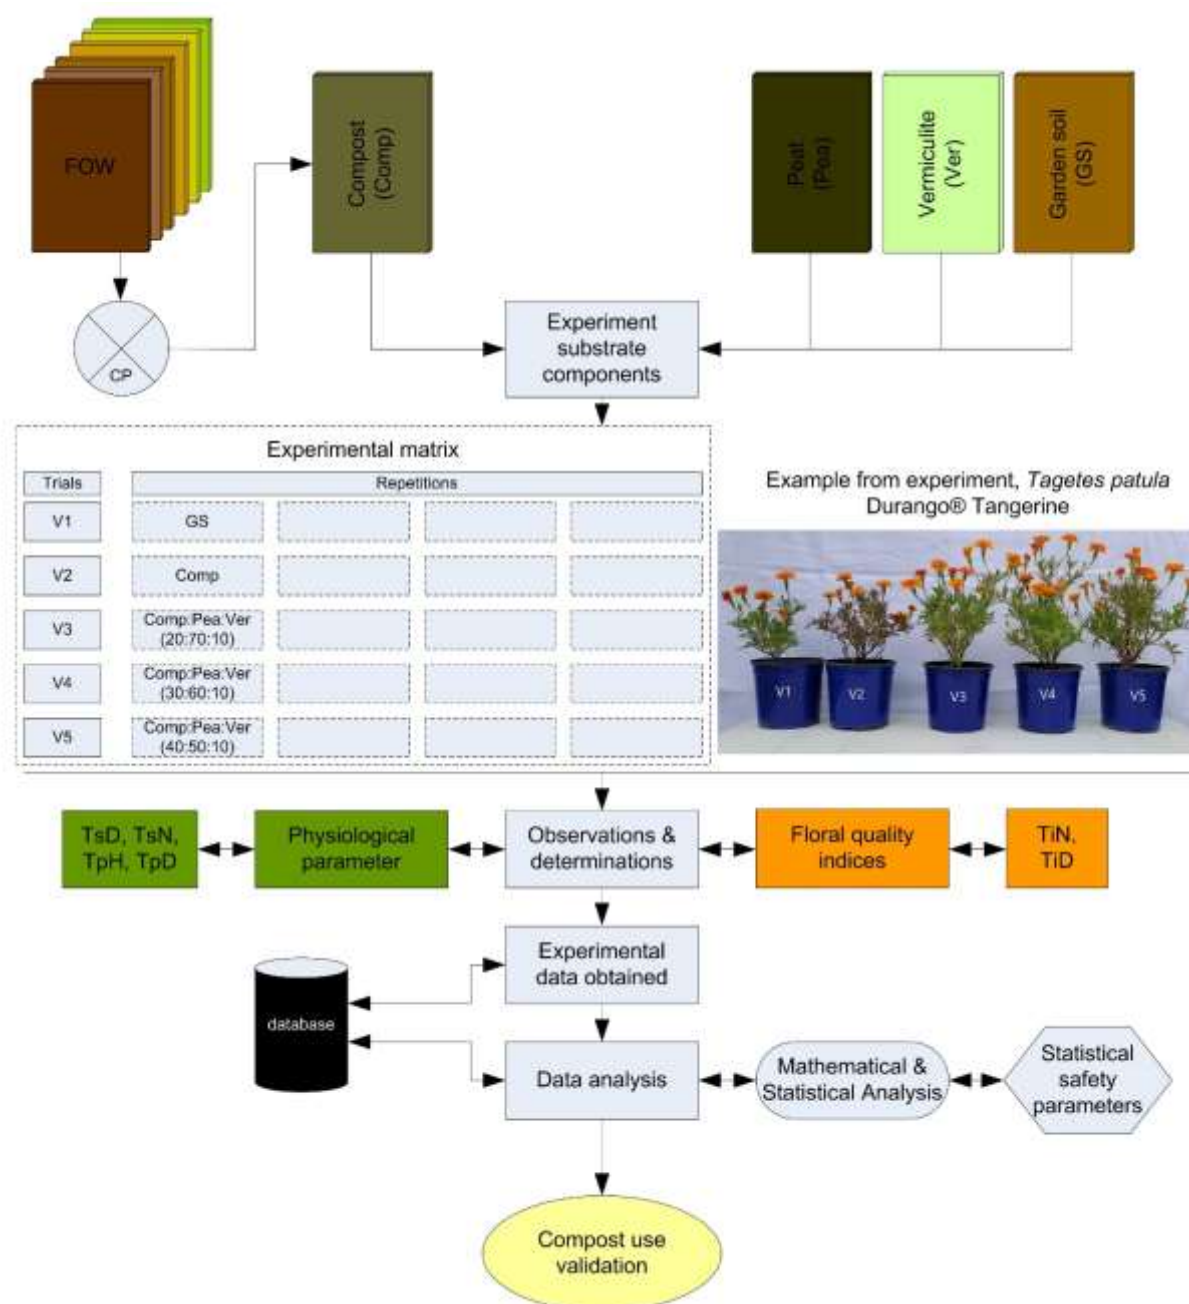 FOW
Compost
(Comp)
Peat
(Pea)
Vermiculite
(Ver)
Garden soil
(GS)
CP
Experiment
substrate
components
Experimental matrix
Trials
Repetitions
V1
GS
V2
Comp
V3
Comp:Pea:Ver
(20:70:10)
V4
Comp:Pea:Ver
(30:60:10)
V5
Comp:Pea:Ver
(40:50:10)
Example from experiment, Tagetes patula
Durango® Tangerine
V1
V2
V3
V4
V5
TsD, TsN,
TpH, TpD
Physiological
parameter
Observations &
determinations
Floral quality
indices
TiN,
TiD
Experimental
data obtained
database
Data analysis
Mathematical &
Statistical Analysis
Statistical
safety
parameters
Compost use
validation